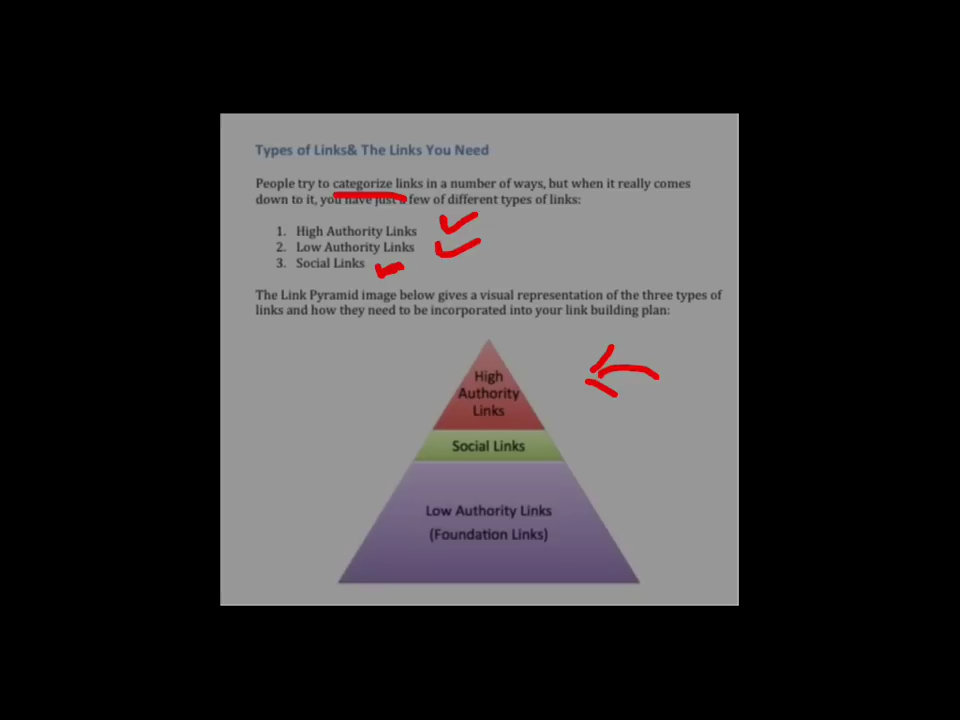 Types of Links& The Links You Need
People try to categorize links in a number of ways, but when it really comes
down to it, you have just a few of different types of links:
1. High Authority Links
2. Low Authority Links
3. Social Links
The Link Pyramid image below gives a visual representation of the three types of
links and how they need to be incorporated into your link building plan:
High
Authority
Links
Social Links
Low Authority Links
(Foundation Links)